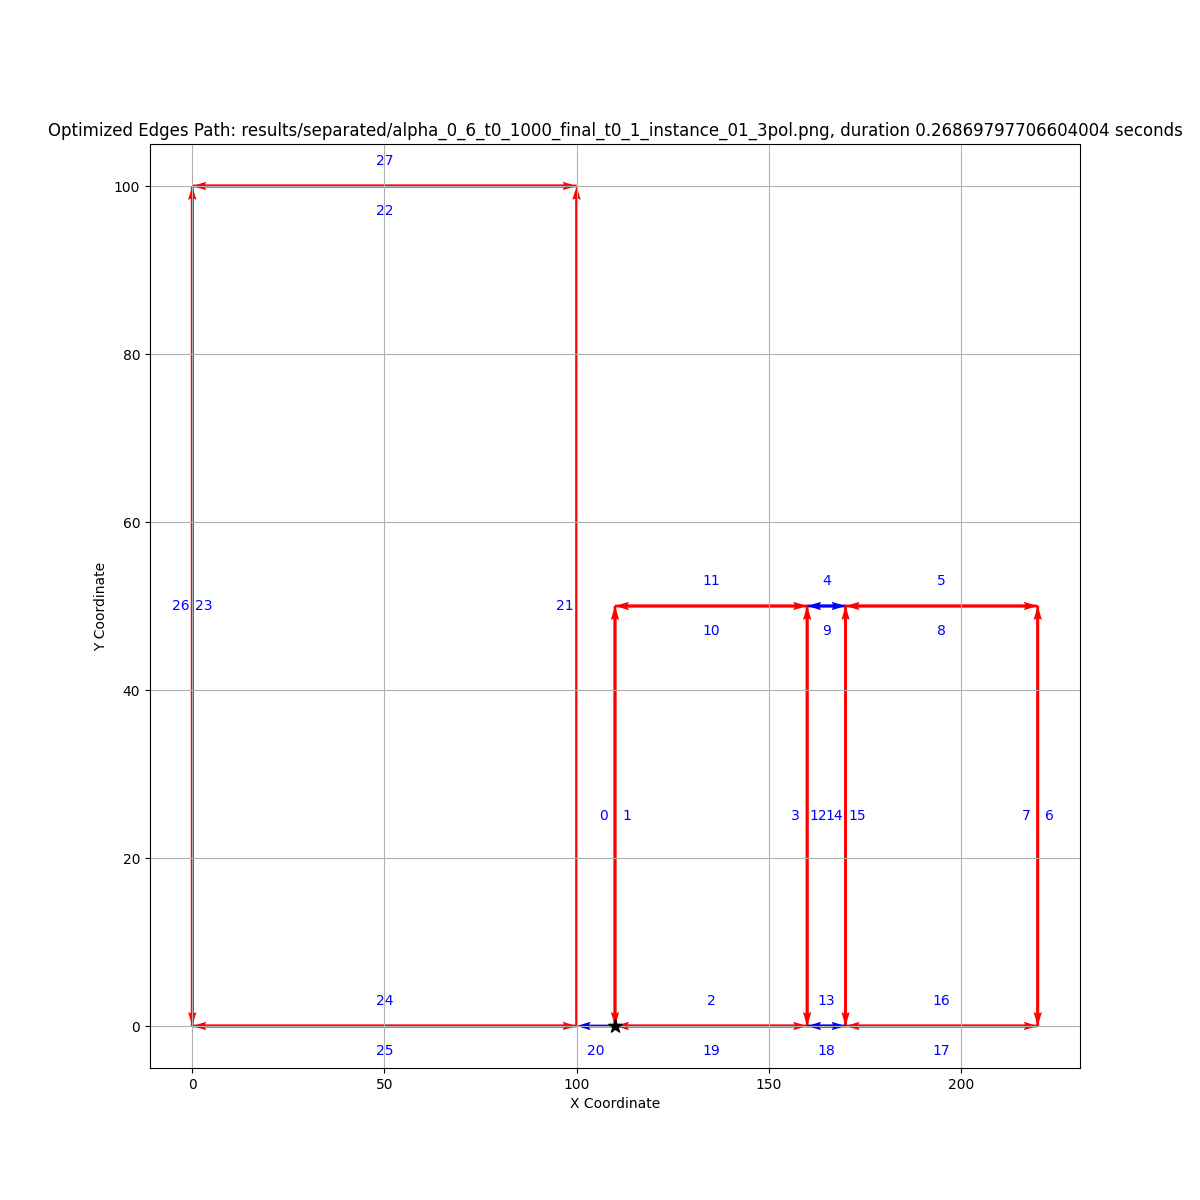 Optimized Edges Path: results/separated/alpha_0_6_t0_1000_final_t0_1_instance_01_3pol.png, duration 0.26869797706604004 seconds
27
100
22
80
60
11 4 5
26 23 21
Y Coordinate
10 9 8
40
0 1 3 12 14 15 7 6
20
24 2 13 16
0
25 20 19 18 17
0 50 100 150 200
X Coordinate